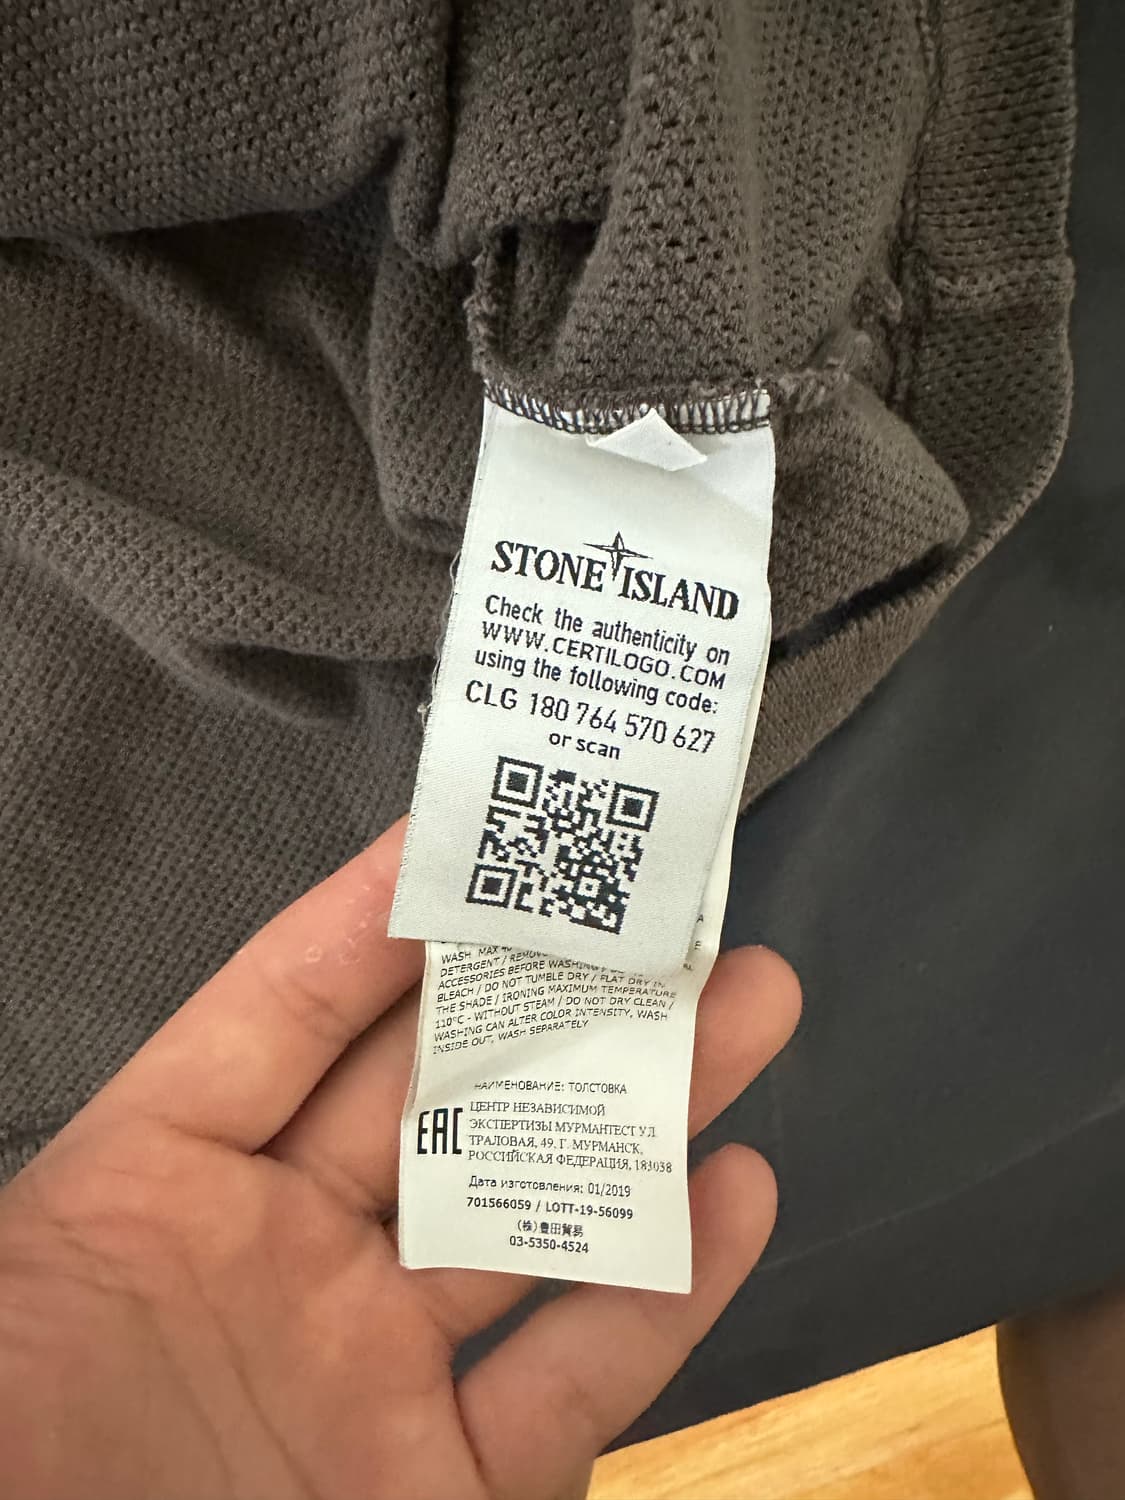 STONE ISLAND
Check the authenticity on
WWW.CERTILOGO.COM
using the following code:
CLG 180 764 570 627
or scan
WASH MAX
DETERGENT /
ACCESSORIES BEFORE WASHING /
BLEACH / DO NOT TUMBLE DRY / FLAT DRY IN
THE SHADE / IRONING MAXIMUM TEMPERATURE
110°C - WITHOUT STEAM / DO NOT DRY CLEAN /
WASHING CAN ALTER COLOR INTENSITY, WASH
INSIDE OUT, WASH SEPARATELY
НАИМЕНОВАНИЕ: ТОЛСТОВКА
EAC
ЦЕНТР НЕЗАВИСИМОЙ
ЭКСПЕРТИЗЫ МУРМАНТЕСТ УЛ.
ТРАЛОВАЯ, 49, Г. МУРМАНСК,
РОССИЙСКАЯ ФЕДЕРАЦИЯ, 183038
Дата изготовления: 01/2019
701566059 / LOTT-19-56099
(株)豊田貿易
03-5350-4524